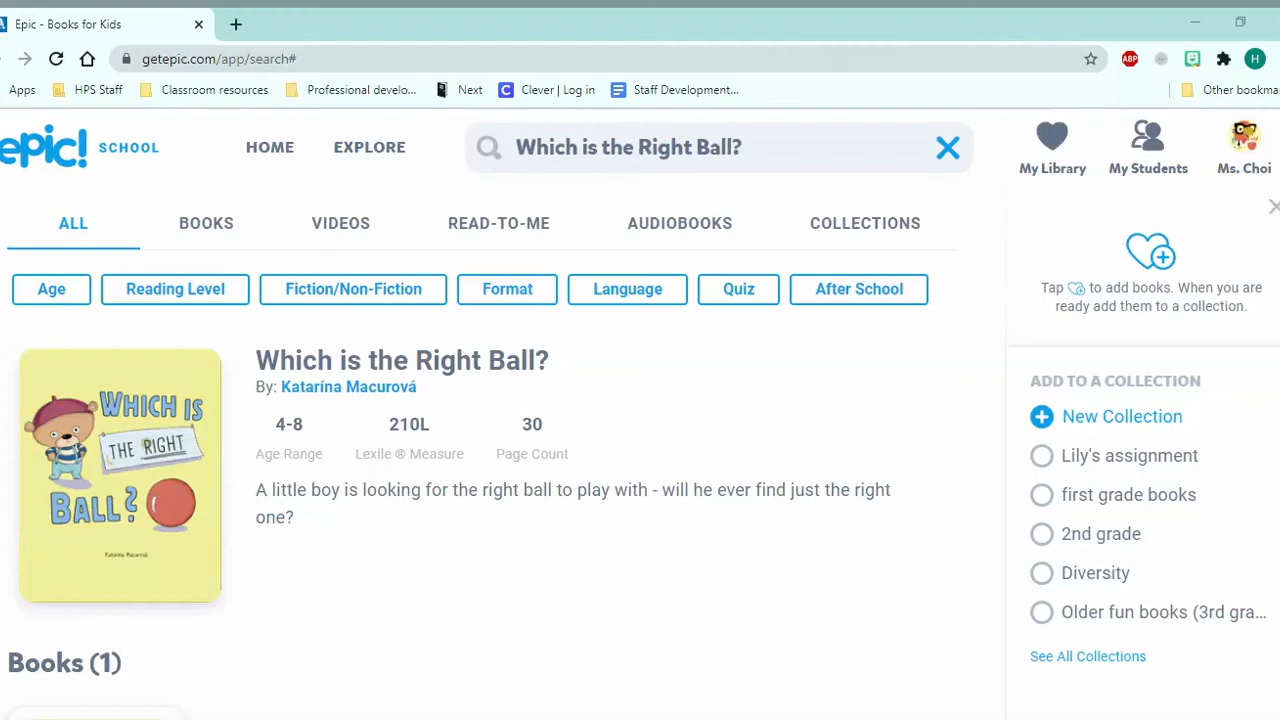 Epic - Books for Kids
getepic.com/app/search#
ABP
H
Apps
HPS Staff
Classroom resources
Professional develo...
Next
C
Clever | Log in
Staff Development...
Other bookma
epic! SCHOOL
HOME
EXPLORE
Which is the Right Ball?
My Library
My Students
Ms. Choi
ALL
BOOKS
VIDEOS
READ-TO-ME
AUDIOBOOKS
COLLECTIONS
Age
Reading Level
Fiction/Non-Fiction
Format
Language
Quiz
After School
Tap to add books. When you are
ready add them to a collection.
WHICH IS
THE RIGHT
BALL?
Katarína Macurová
Which is the Right Ball?
By: Katarína Macurová
4-8
210L
30
Age Range
Lexile ® Measure
Page Count
A little boy is looking for the right ball to play with - will he ever find just the right
one?
ADD TO A COLLECTION
New Collection
Lily's assignment
first grade books
2nd grade
Diversity
Older fun books (3rd gra...
See All Collections
Books (1)